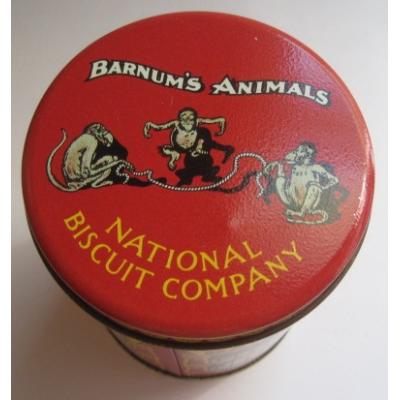 BARNUM'S ANIMALS
NATIONAL
BISCUIT COMPANY